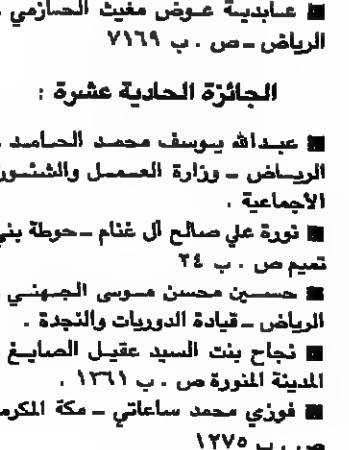 ■ عابدية عوض مغيث الحازمي .
الرياض – ص . ب ٧١٦٩
الجائزة الحادية عشرة :
■ عبدالله يوسف محمد الحامد .
الرياض – وزارة العمل والشئون
الأجماعية .
■ نورة علي صالح آل غنام – حوطة بني
تميم ص . ب ٢٤
■ حسين محسن موسى الجهني .
الرياض – قيادة الدوريات والنجدة .
■ نجاح بنت السيد عقيل الصايغ .
المدينة المنورة ص . ب ١٣٦١ .
■ فوزي محمد ساعاتي – مكة المكرمة
ص . ب ١٢٧٥